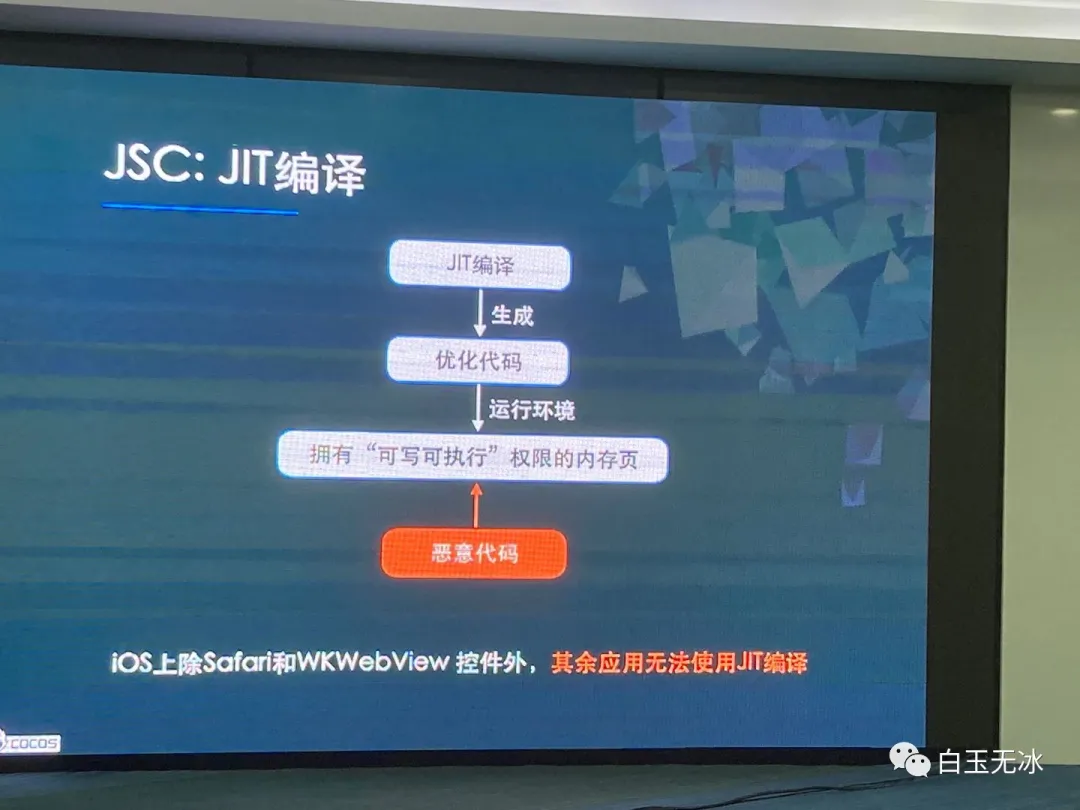 JSC: JIT编译
JIT编译
生成
优化代码
运行环境
拥有“可写可执行”权限的内存页
恶意代码
iOS上除Safari和WKWebView 控件外，其余应用无法使用JIT编译
COCOS
白玉无冰